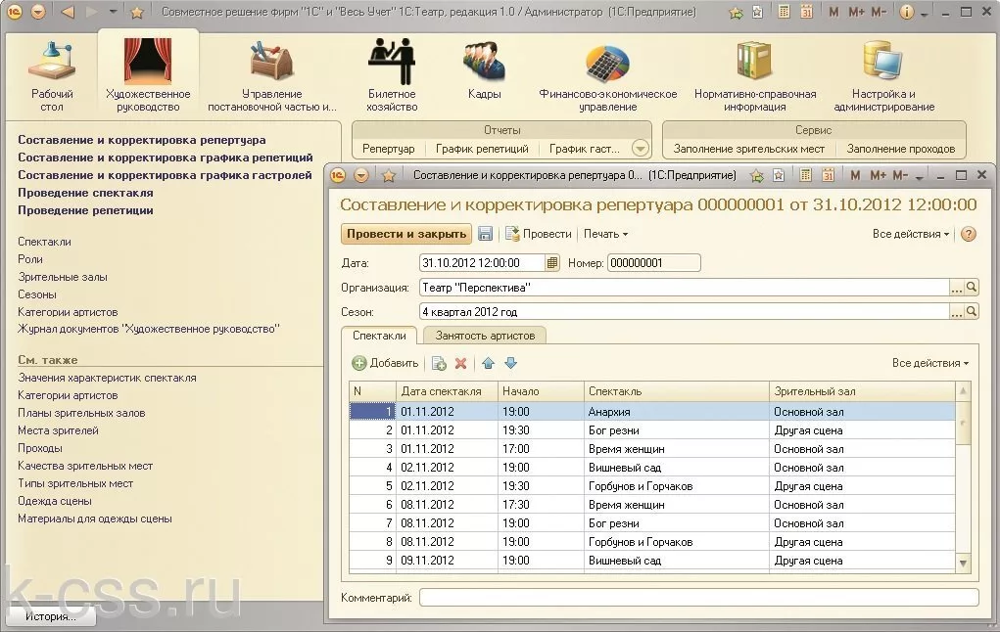 Совместное решение Фирм "1С" и "Весь Учет" 1С:Театр, редакция 1.0 / Администратор (1С:Предприятие)
M M+ M-
Рабочий стол
Художественное руководство
Управление постановочной частью и...
Билетное хозяйство
Кадры
Финансово-экономическое управление
Нормативно-справочная информация
Настройка и администрирование
Отчеты
Репертуар График репетиций График гаст...
Сервис
Заполнение зрительских мест Заполнение проходов
Составление и корректировка репертуара
Составление и корректировка графика репетиций
Составление и корректировка графика гастролей
Проведение спектакля
Проведение репетиции
Спектакли
Роли
Зрительные залы
Сезоны
Категории артистов
Журнал документов "Художественное руководство"
См. также
Значения характеристик спектакля
Категории артистов
Планы зрительных залов
Места зрителей
Проходы
Качества зрительных мест
Типы зрительных мест
Одежда сцены
Материалы для одежды сцены
История...
k-css.ru
Составление и корректировка репертуара 0... (1С:Предприятие)
M M+ M-
Составление и корректировка репертуара 000000001 от 31.10.2012 12:00:00
Провести и закрыть Провести Печать Все действия
Дата: 31.10.2012 12:00:00 Номер: 000000001
Организация: Театр "Перспектива" ...
Сезон: 4 квартал 2012 год ...
Спектакли Занятость артистов
Добавить Все действия
N Дата спектакля Начало Спектакль Зрительный зал
1 01.11.2012 19:00 Анархия Основной зал
2 01.11.2012 19:30 Бог резни Другая сцена
3 01.11.2012 17:00 Время женщин Основной зал
4 02.11.2012 19:00 Вишневый сад Основной зал
5 02.11.2012 19:30 Горбунов и Горчаков Другая сцена
6 08.11.2012 17:30 Время женщин Основной зал
7 08.11.2012 19:00 Бог резни Основной зал
8 08.11.2012 19:00 Горбунов и Горчаков Другая сцена
9 09.11.2012 19:00 Вишневый сад Другая сцена
Комментарий: